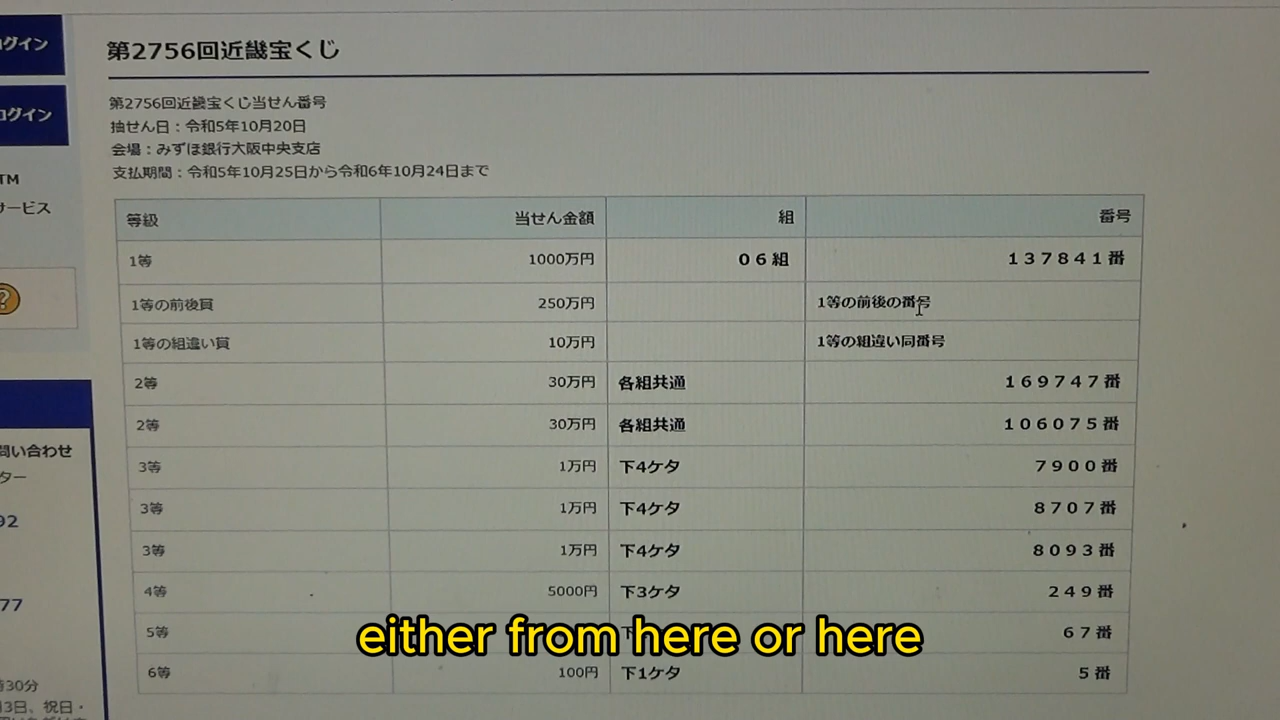 グイン
グイン
TM
サービス
?
問い合わせ
ター
92
77
時30分
月3日、祝日・
第2756回近畿宝くじ
第2756回近畿宝くじ当せん番号
抽せん日：令和5年10月20日
会場：みずほ銀行大阪中央支店
支払期間：令和5年10月25日から令和6年10月24日まで
等級 当せん金額 組 番号
1等 1000万円 06組 137841番
1等の前後賞 250万円 1等の前後の番号
1等の組違い賞 10万円 1等の組違い同番号
2等 30万円 各組共通 169747番
2等 30万円 各組共通 106075番
3等 1万円 下4ケタ 7900番
3等 1万円 下4ケタ 8707番
3等 1万円 下4ケタ 8093番
4等 5000円 下3ケタ 249番
5等 67番
6等 100円 下1ケタ 5番
either from here or here